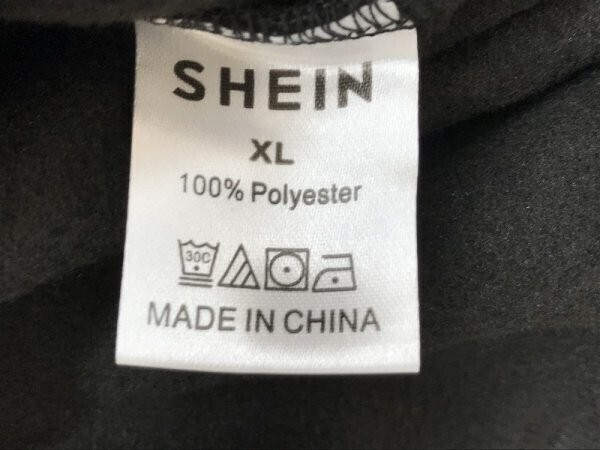 SHEIN
XL
100% Polyester
30C
MADE IN CHINA